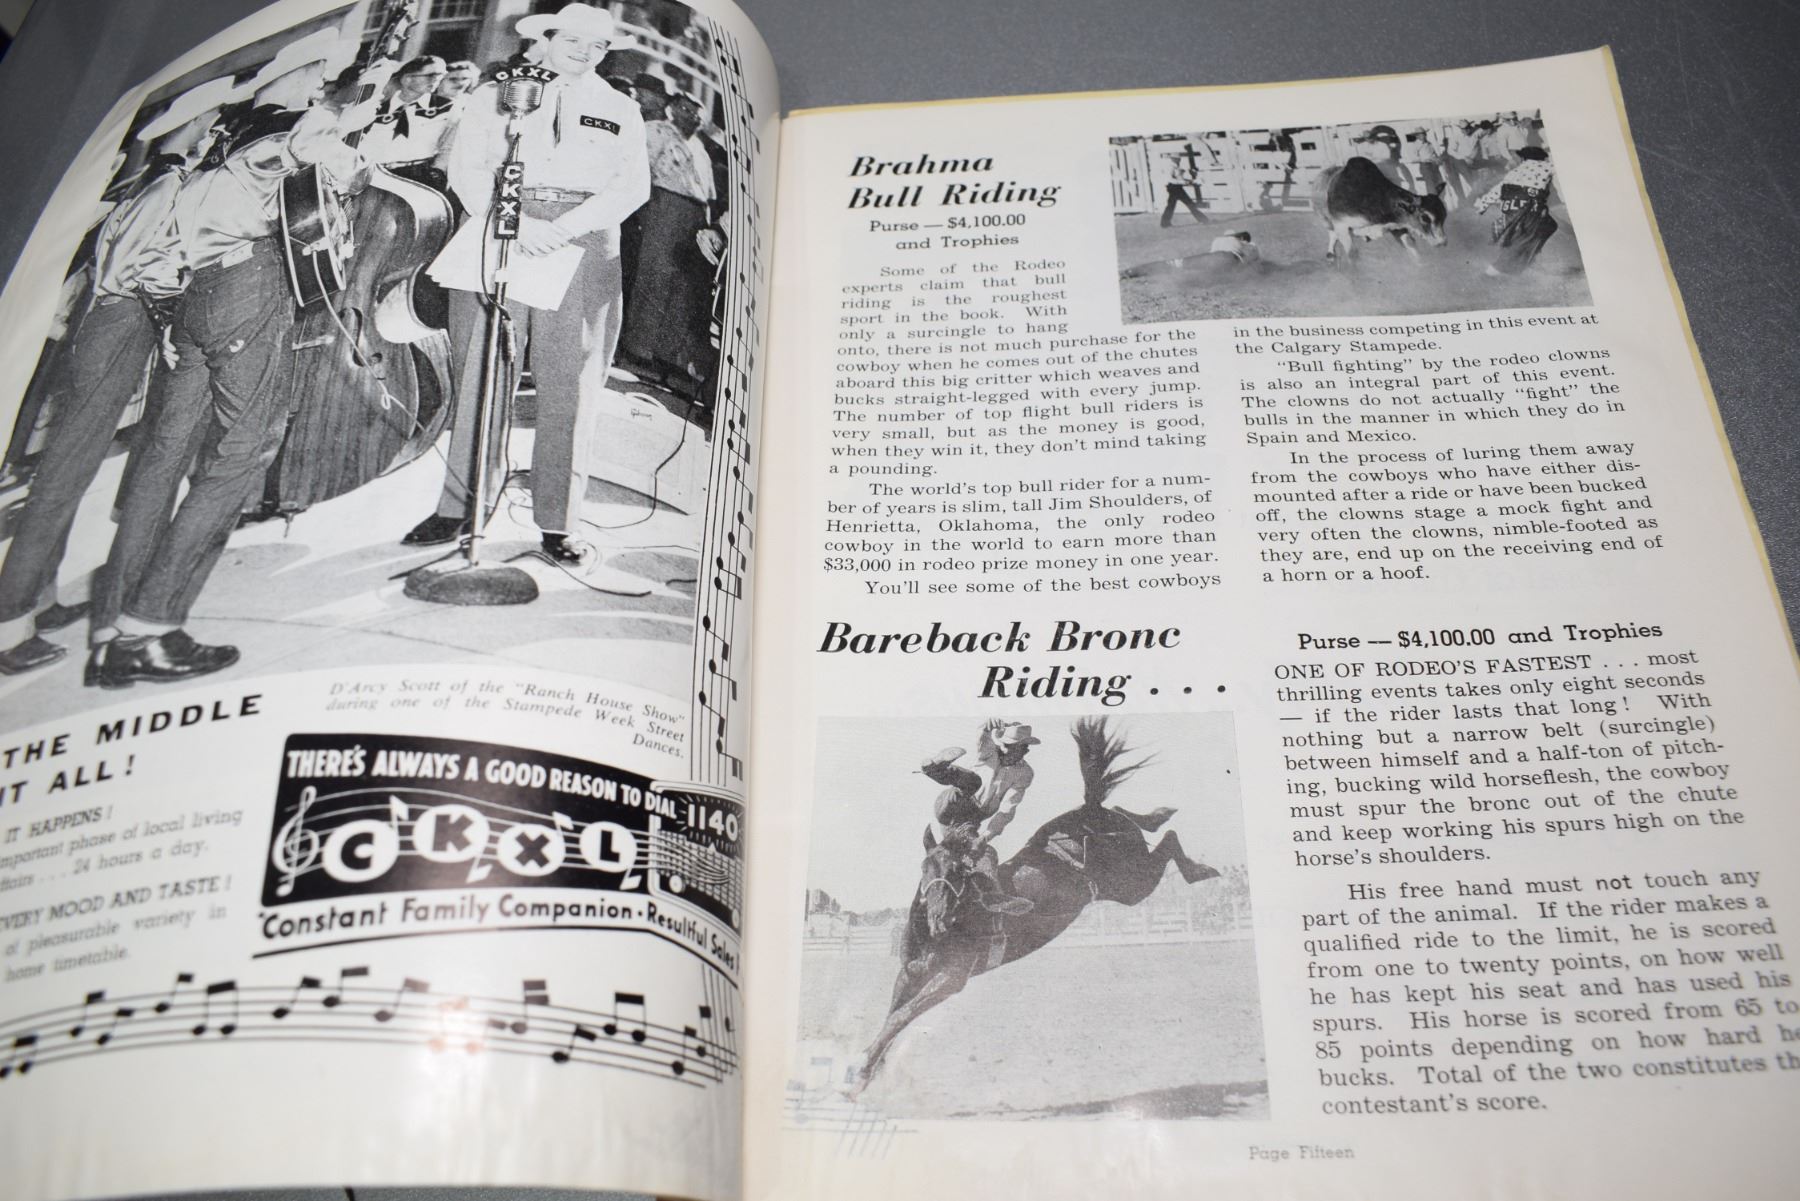 CKXL
CKXL
CKXL
Gibson
D'Arcy Scott of the "Ranch House Show"
during one of the Stampede Week Street
Dances.
THE MIDDLE
IT ALL!
IT HAPPENS!
important phase of local living
affairs . . . 24 hours a day.
EVERY MOOD AND TASTE!
of pleasurable variety in
home timetable.
THERE'S ALWAYS A GOOD REASON TO DIAL
1140
CKXL
"Constant Family Companion · Resultful Sales
Brahma
Bull Riding
Purse — $4,100.00
and Trophies
Some of the Rodeo
experts claim that bull
riding is the roughest
sport in the book. With
only a surcingle to hang
onto, there is not much purchase for the
cowboy when he comes out of the chutes
aboard this big critter which weaves and
bucks straight-legged with every jump.
The number of top flight bull riders is
very small, but as the money is good,
when they win it, they don't mind taking
a pounding.
The world's top bull rider for a num-
ber of years is slim, tall Jim Shoulders, of
Henrietta, Oklahoma, the only rodeo
cowboy in the world to earn more than
$33,000 in rodeo prize money in one year.
You'll see some of the best cowboys
in the business competing in this event at
the Calgary Stampede.
"Bull fighting" by the rodeo clowns
is also an integral part of this event.
The clowns do not actually "fight" the
bulls in the manner in which they do in
Spain and Mexico.
In the process of luring them away
from the cowboys who have either dis-
mounted after a ride or have been bucked
off, the clowns stage a mock fight and
very often the clowns, nimble-footed as
they are, end up on the receiving end of
a horn or a hoof.
Bareback Bronc
Riding . . .
Purse — $4,100.00 and Trophies
ONE OF RODEO'S FASTEST . . . most
thrilling events takes only eight seconds
— if the rider lasts that long! With
nothing but a narrow belt (surcingle)
between himself and a half-ton of pitch-
ing, bucking wild horseflesh, the cowboy
must spur the bronc out of the chute
and keep working his spurs high on the
horse's shoulders.
His free hand must not touch any
part of the animal. If the rider makes a
qualified ride to the limit, he is scored
from one to twenty points, on how well
he has kept his seat and has used his
spurs. His horse is scored from 65 to
85 points depending on how hard he
bucks. Total of the two constitutes th
contestant's score.
Page Fifteen